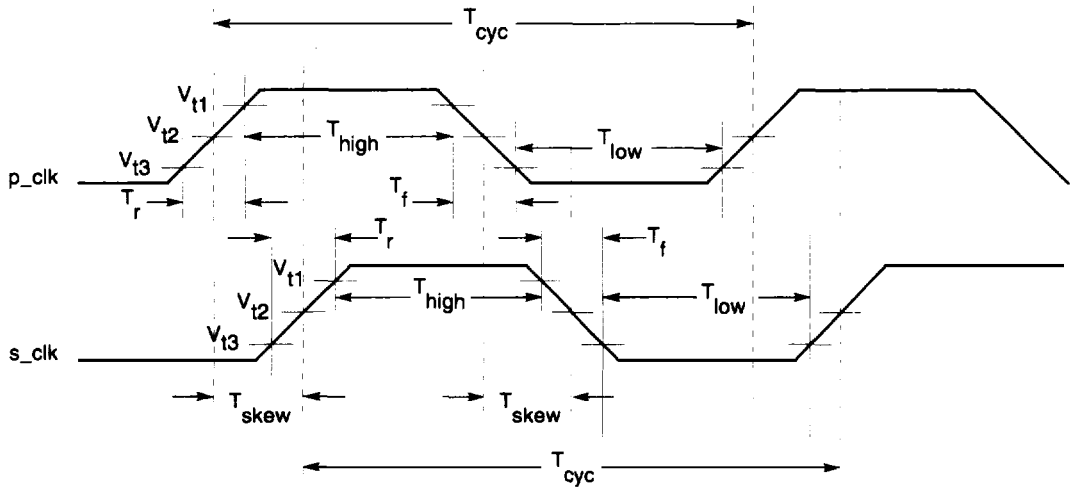 T_cyc
V_t1
V_t2
T_high
T_low
V_t3
p_clk
T_r
T_f
T_r
T_f
V_t1
T_high
T_low
V_t2
V_t3
s_clk
T_skew
T_skew
T_cyc